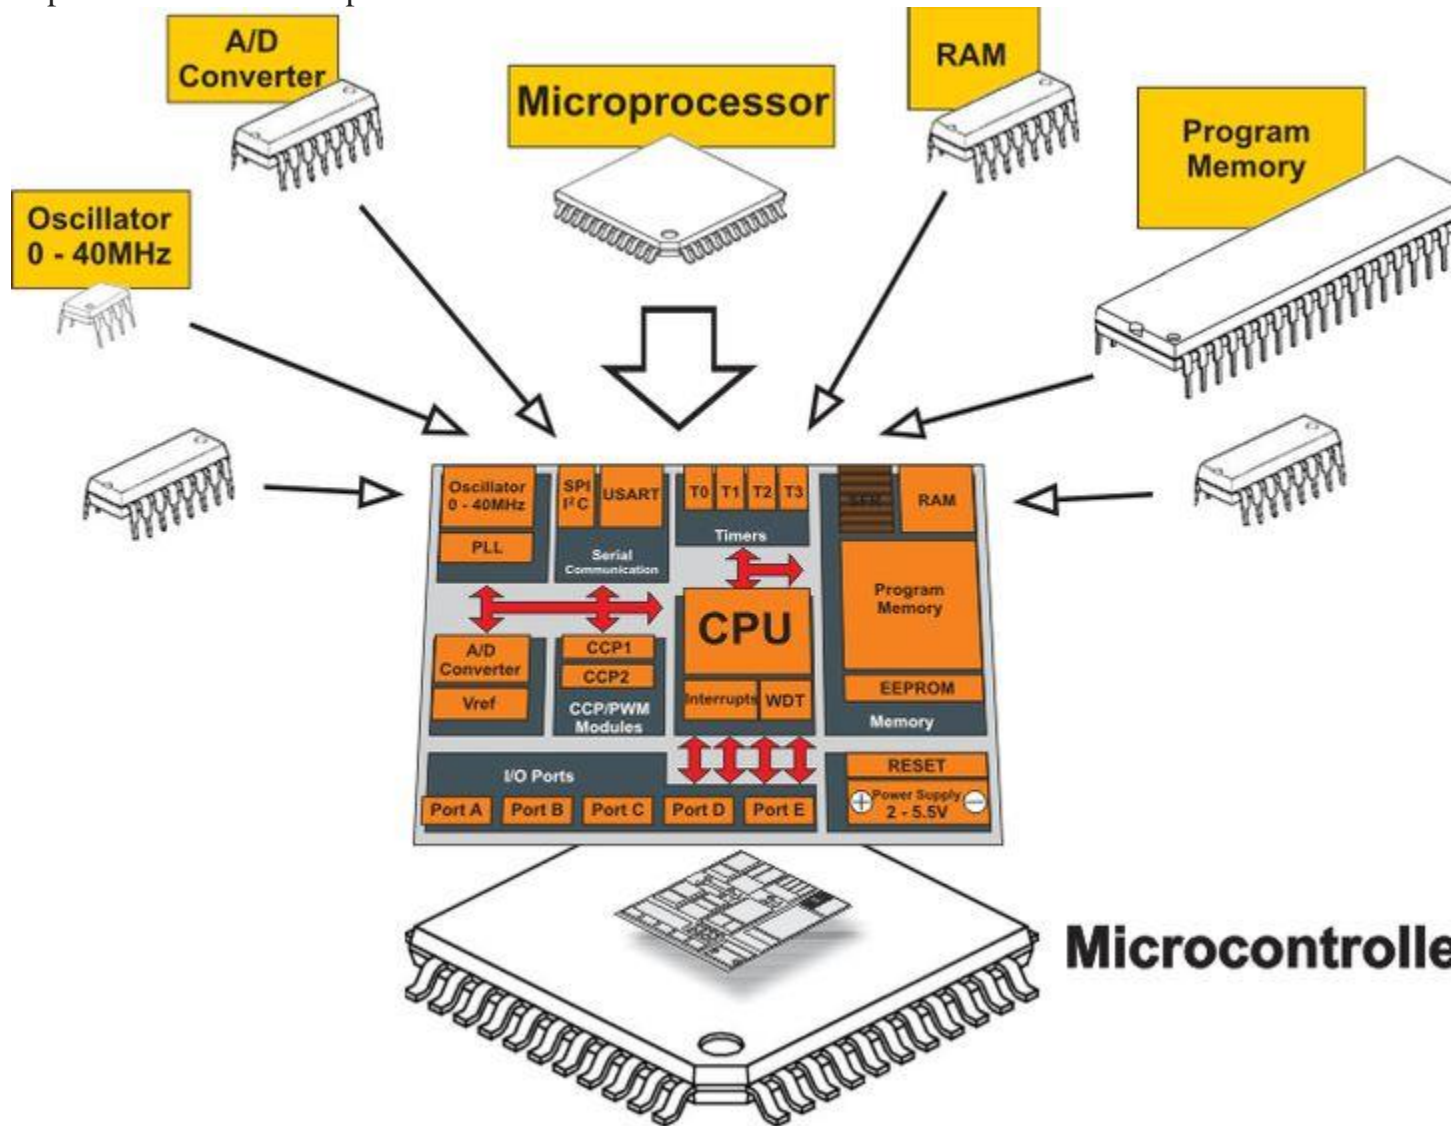 A/D
Converter
Microprocessor
RAM
Program
Memory
Oscillator
0 - 40MHz
Oscillator
0 - 40MHz
PLL
SPI
I²C
USART
Serial
Communication
T0 T1 T2 T3
Timers
RAM
Program
Memory
EEPROM
Memory
CPU
Interrupts WDT
A/D
Converter
Vref
CCP1
CCP2
CCP/PWM
Modules
I/O Ports
Port A Port B Port C Port D Port E
RESET
Power Supply
2 - 5.5V
Microcontrolle